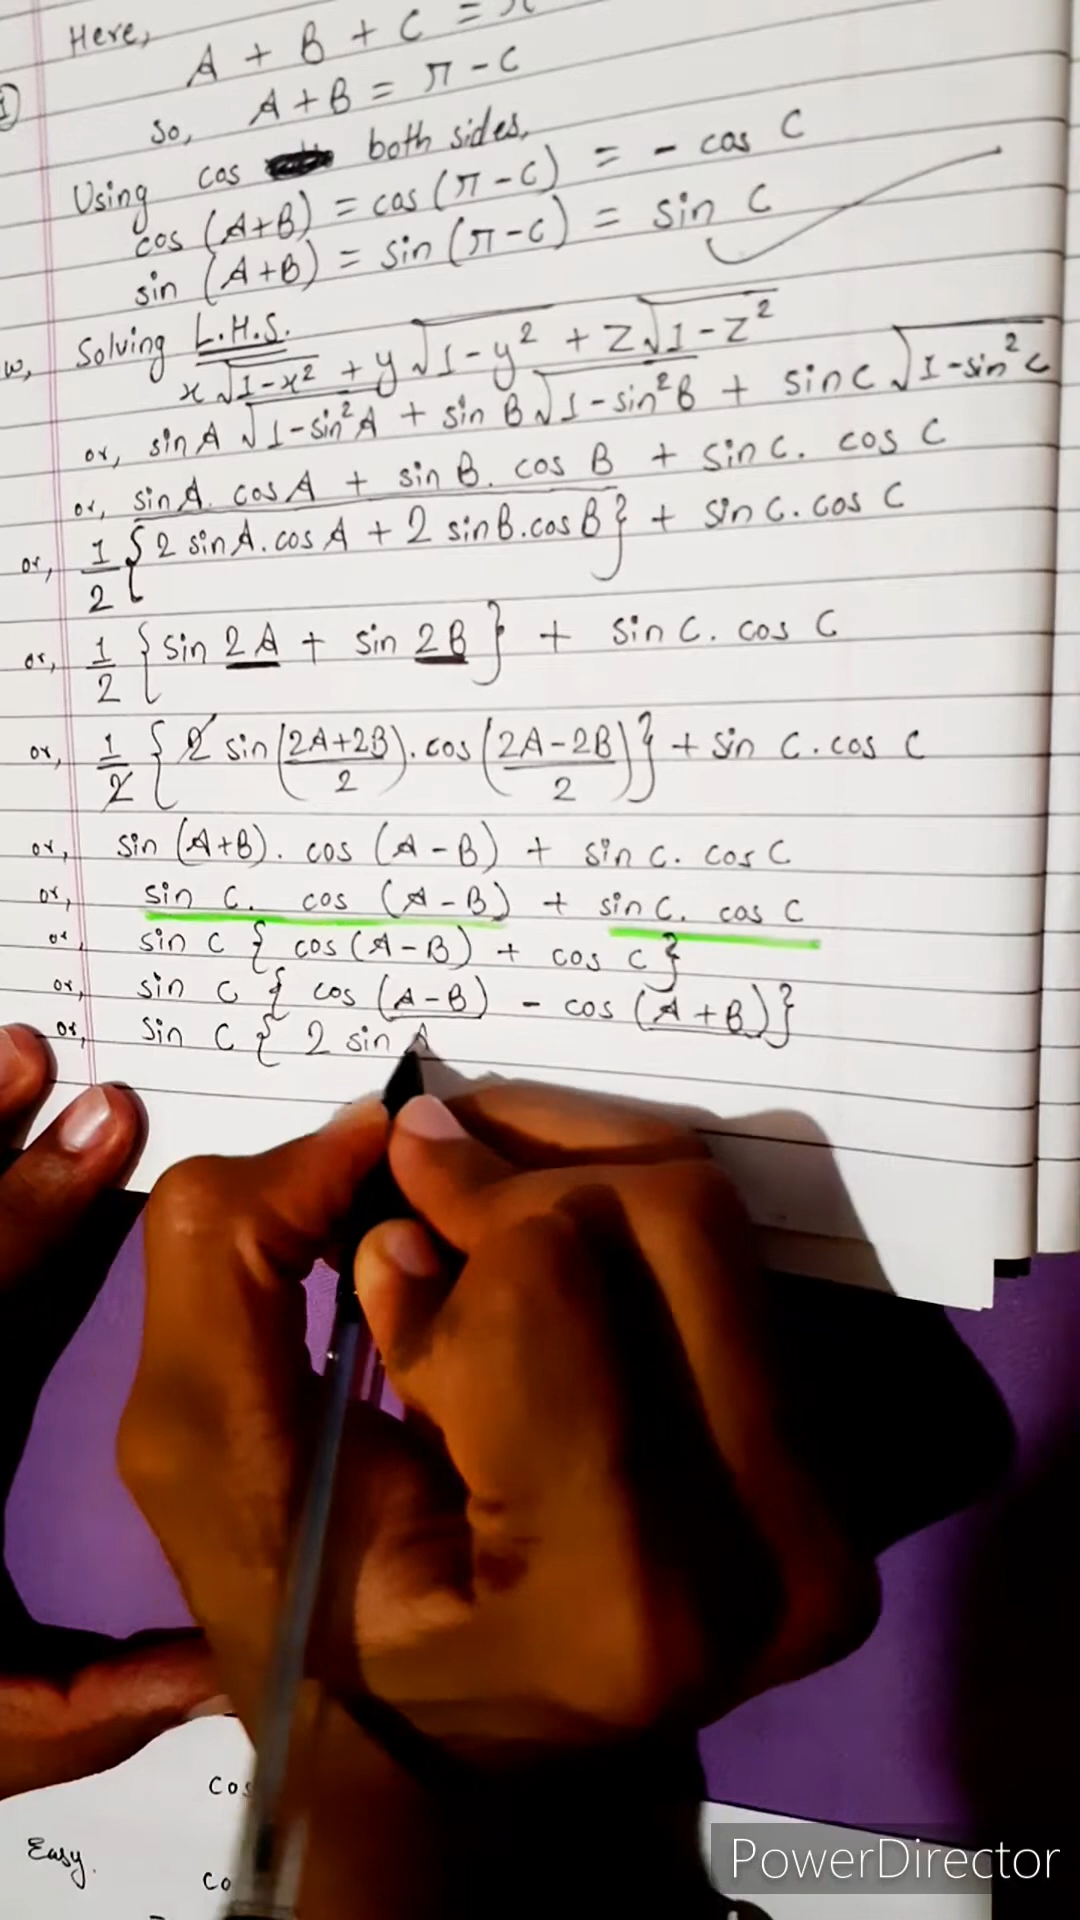 Here,
A + B + C = π
1)
So, A + B = π - C
Using cos both sides,
cos (A+B) = cos (π - C) = - cos C
sin (A+B) = sin (π - C) = sin C
w, Solving L.H.S.
x√1-x² + y√1-y² + z√1-z²
or, sin A √1-sin²A + sin B √1-sin²B + sin C √1-sin²C
or, sin A. cos A + sin B. cos B + sin C. cos C
or, 1/2 {2 sin A. cos A + 2 sin B. cos B} + sin C. cos C
or, 1/2 {sin 2A + sin 2B} + sin C. cos C
or, 1/2 {2 sin (2A+2B/2). cos (2A-2B/2)} + sin C. cos C
or, sin (A+B). cos (A-B) + sin C. cos C
or, sin C. cos (A-B) + sin C. cos C
or, sin C { cos (A-B) + cos C }
or, sin C { cos (A-B) - cos (A+B) }
or, sin C { 2 sin A
cos
Easy.
co
PowerDirector